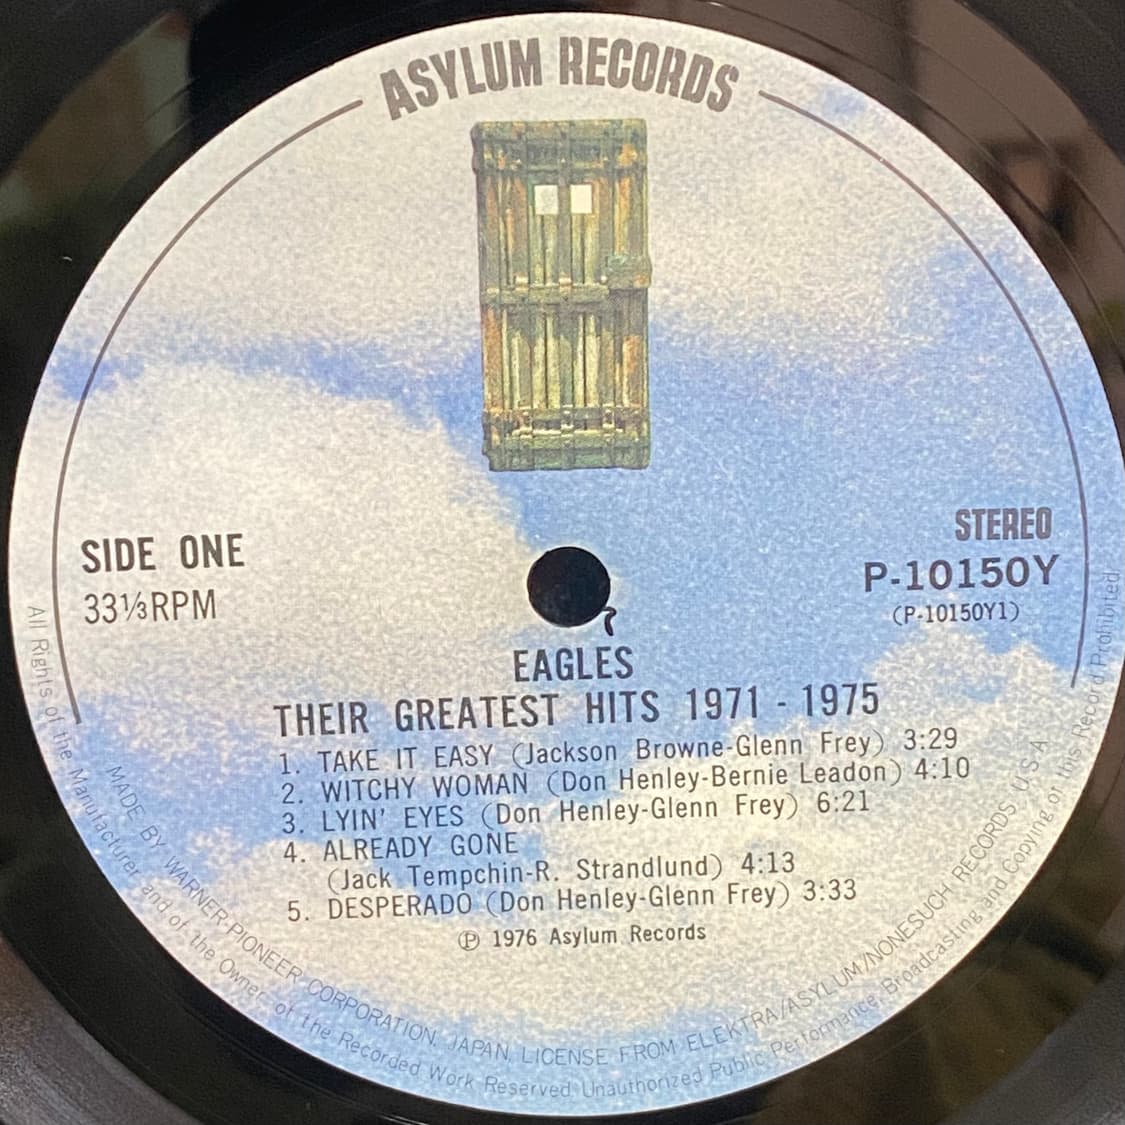 ASYLUM RECORDS
SIDE ONE
33⅓RPM
STEREO
P-10150Y
(P-10150Y1)
EAGLES
THEIR GREATEST HITS 1971 - 1975
1. TAKE IT EASY (Jackson Browne-Glenn Frey) 3:29
2. WITCHY WOMAN (Don Henley-Bernie Leadon) 4:10
3. LYIN' EYES (Don Henley-Glenn Frey) 6:21
4. ALREADY GONE
(Jack Tempchin-R. Strandlund) 4:13
5. DESPERADO (Don Henley-Glenn Frey) 3:33
Ⓟ 1976 Asylum Records
MADE BY WARNER-PIONEER CORPORATION, JAPAN, LICENSE FROM ELEKTRA/ASYLUM/NONESUCH RECORDS, U.S.A.
All Rights of the Manufacturer and of the Owner of the Recorded Work Reserved. Unauthorized Public Performance, Broadcasting and Copying of this Record Prohibited!